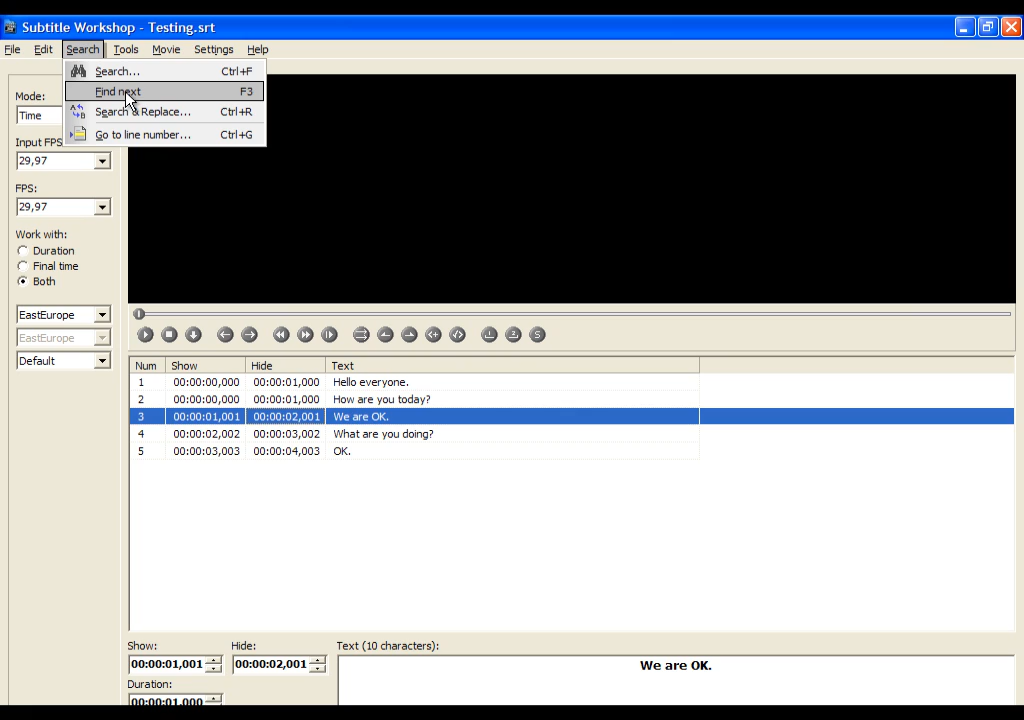 Subtitle Workshop - Testing.srt
File Edit Search Tools Movie Settings Help
Search... Ctrl+F
Find next F3
Search & Replace... Ctrl+R
Go to line number... Ctrl+G
Mode:
Time
Input FPS
29,97
FPS:
29,97
Work with:
Duration
Final time
Both
EastEurope
EastEurope
Default
Num Show Hide Text
1 00:00:00,000 00:00:01,000 Hello everyone.
2 00:00:00,000 00:00:01,000 How are you today?
3 00:00:01,001 00:00:02,001 We are OK.
4 00:00:02,002 00:00:03,002 What are you doing?
5 00:00:03,003 00:00:04,003 OK.
Show: Hide: Text (10 characters):
00:00:01,001 00:00:02,001 We are OK.
Duration:
00:00:01,000